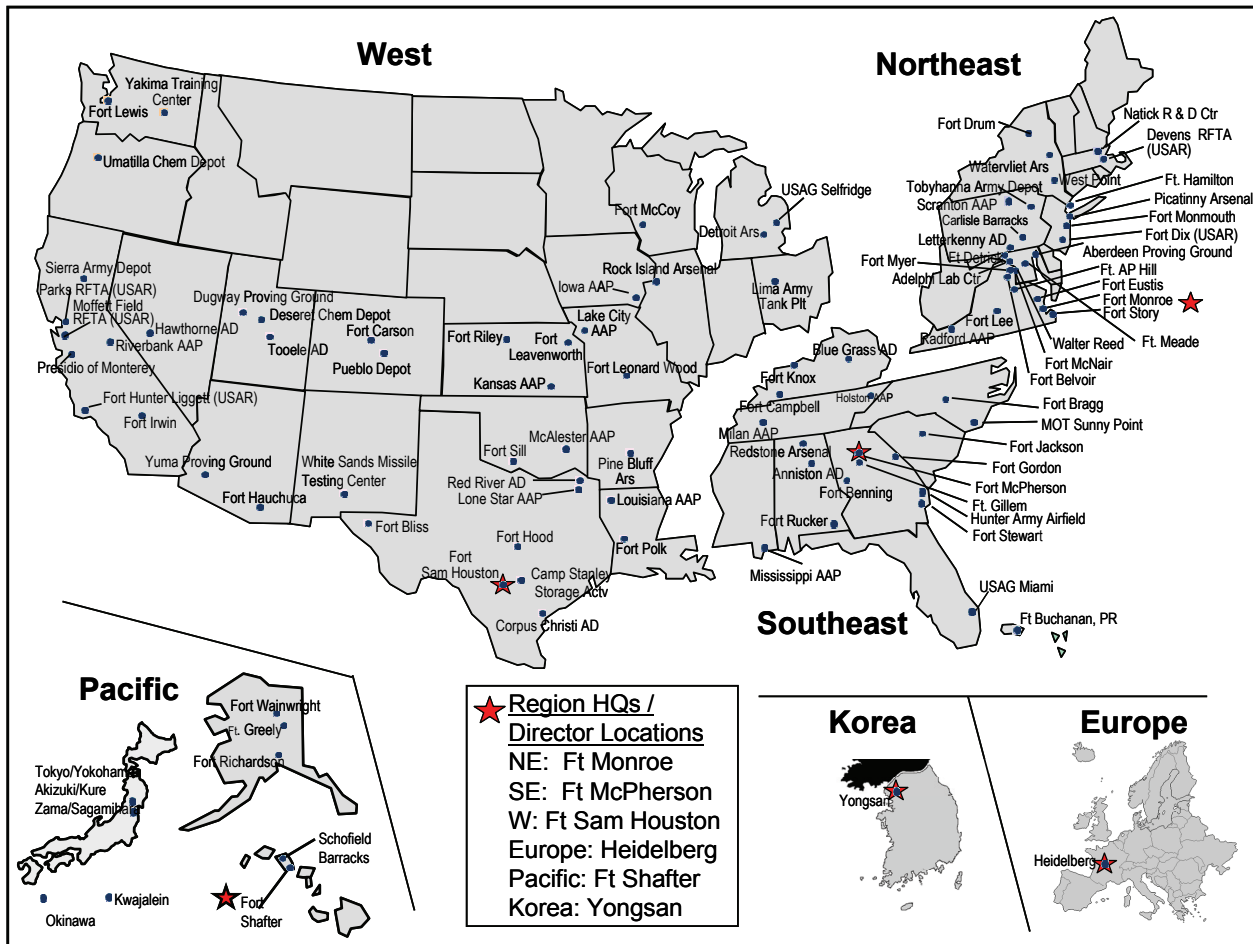 West
Northeast
Yakima Training
Center
Fort Lewis
Umatilla Chem Depot
Fort Drum
Natick R & D Ctr
Devens RFTA
(USAR)
Watervliet Ars
West Point
Ft. Hamilton
Tobyhanna Army Depot
Scranton AAP
Picatinny Arsenal
Carlisle Barracks
Fort Monmouth
Letterkenny AD
Fort Dix (USAR)
Ft Detrick
Aberdeen Proving Ground
Fort Myer
Adelphi Lab Ctr
Ft. AP Hill
Fort Eustis
Fort Monroe
Fort Story
Fort Lee
Radford AAP
Walter Reed
Ft. Meade
Fort McNair
Fort Belvoir
USAG Selfridge
Fort McCoy
Detroit Ars
Rock Island Arsenal
Iowa AAP
Lima Army
Tank Plt
Sierra Army Depot
Parks RFTA (USAR)
Moffett Field
RFTA (USAR)
Hawthorne AD
Riverbank AAP
Presidio of Monterey
Fort Hunter Liggett (USAR)
Fort Irwin
Dugway Proving Ground
Deseret Chem Depot
Tooele AD
Fort Carson
Pueblo Depot
Lake City
AAP
Fort Riley
Fort
Leavenworth
Kansas AAP
Fort Leonard Wood
Blue Grass AD
Fort Knox
Fort Campbell
Holston AAP
Milan AAP
Fort Bragg
MOT Sunny Point
Yuma Proving Ground
Fort Hauchuca
White Sands Missile
Testing Center
McAlester AAP
Fort Sill
Pine Bluff
Ars
Red River AD
Lone Star AAP
Louisiana AAP
Fort Bliss
Fort Hood
Fort Polk
Fort
Sam Houston
Camp Stanley
Storage Actv
Corpus Christi AD
Redstone Arsenal
Anniston AD
Fort Benning
Fort Rucker
Mississippi AAP
Fort Jackson
Fort Gordon
Fort McPherson
Ft. Gillem
Hunter Army Airfield
Fort Stewart
USAG Miami
Southeast
Ft Buchanan, PR
Pacific
Fort Wainwright
Ft. Greely
Fort Richardson
Tokyo/Yokohama
Akizuki/Kure
Zama/Sagamihara
Schofield
Barracks
Fort
Shafter
Okinawa
Kwajalein
Region HQs /
Director Locations
NE: Ft Monroe
SE: Ft McPherson
W: Ft Sam Houston
Europe: Heidelberg
Pacific: Ft Shafter
Korea: Yongsan
Korea
Yongsan
Europe
Heidelberg